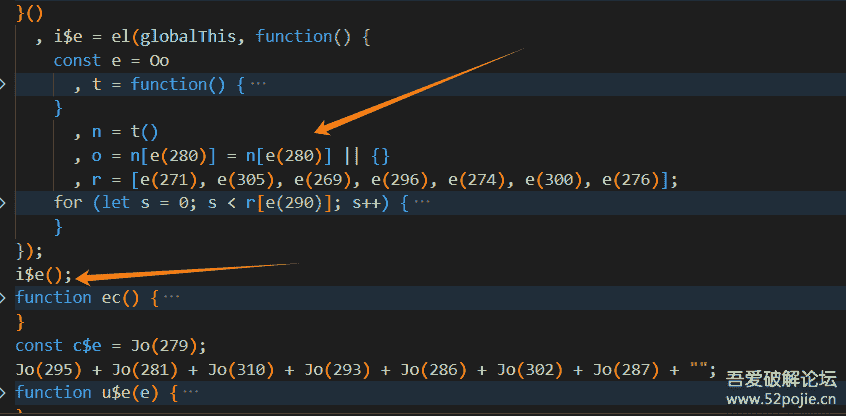 }()
, i$e = el(globalThis, function() {
const e = Oo
, t = function() {···
}
, n = t()
, o = n[e(280)] = n[e(280)] || {}
, r = [e(271), e(305), e(269), e(296), e(274), e(300), e(276)];
for (let s = 0; s < r[e(290)]; s++) {···
}
});
i$e();
function ec() {···
}
const c$e = Jo(279);
Jo(295) + Jo(281) + Jo(310) + Jo(293) + Jo(286) + Jo(302) + Jo(287) + "";
function u$e(e) {···
吾爱破解论坛
www.52pojie.cn